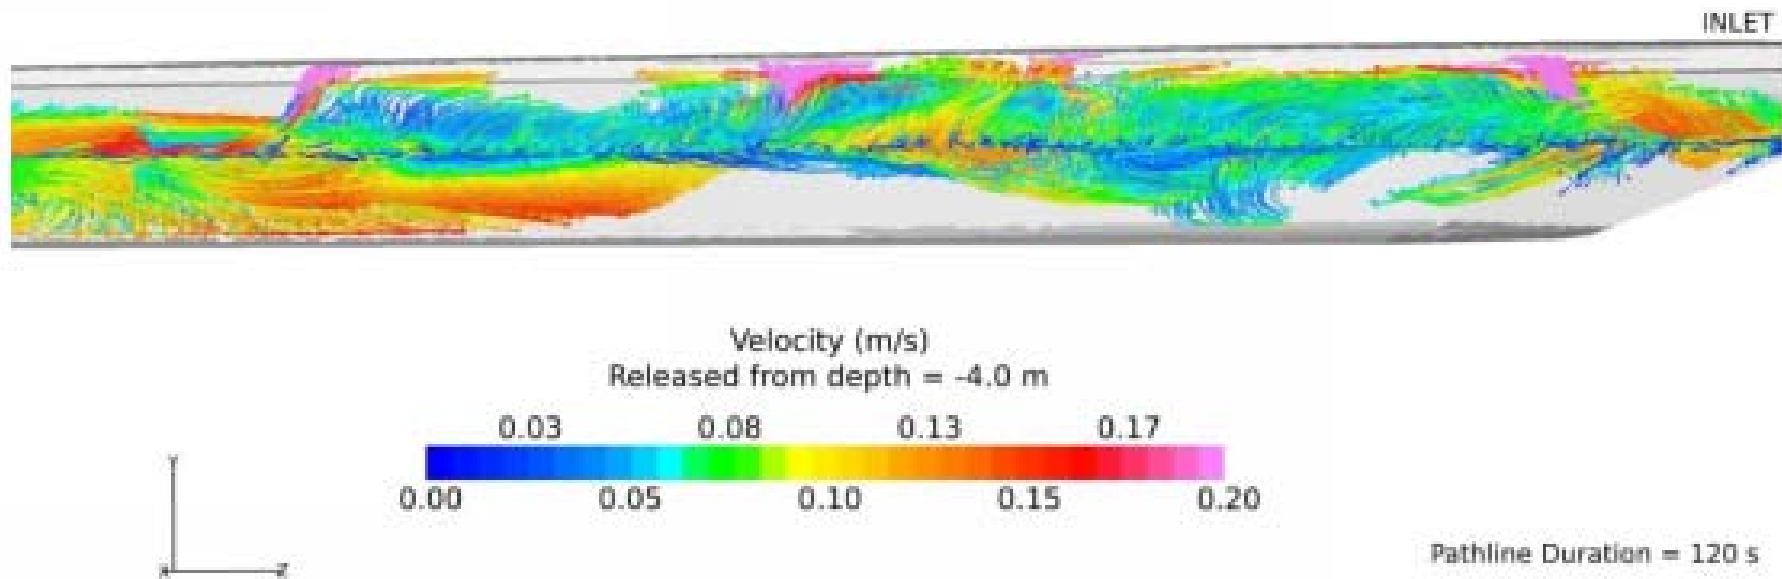 INLET
Velocity (m/s)
Released from depth = -4.0 m
0.03 0.08 0.13 0.17
0.00 0.05 0.10 0.15 0.20
Y
X Z
Pathline Duration = 120 s